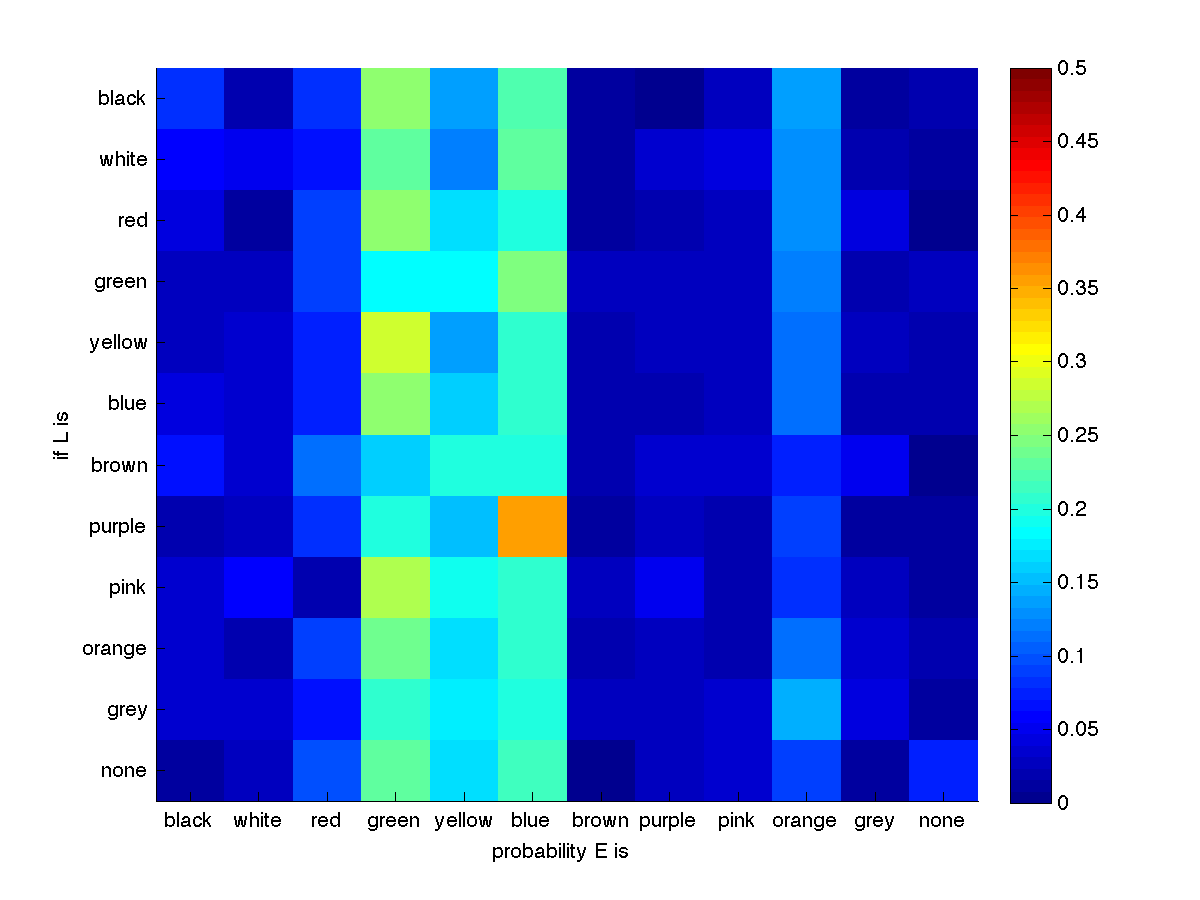 black
white
red
green
yellow
blue
brown
purple
pink
orange
grey
none
if L is
black white red green yellow blue brown purple pink orange grey none
probability E is
0.5
0.45
0.4
0.35
0.3
0.25
0.2
0.15
0.1
0.05
0